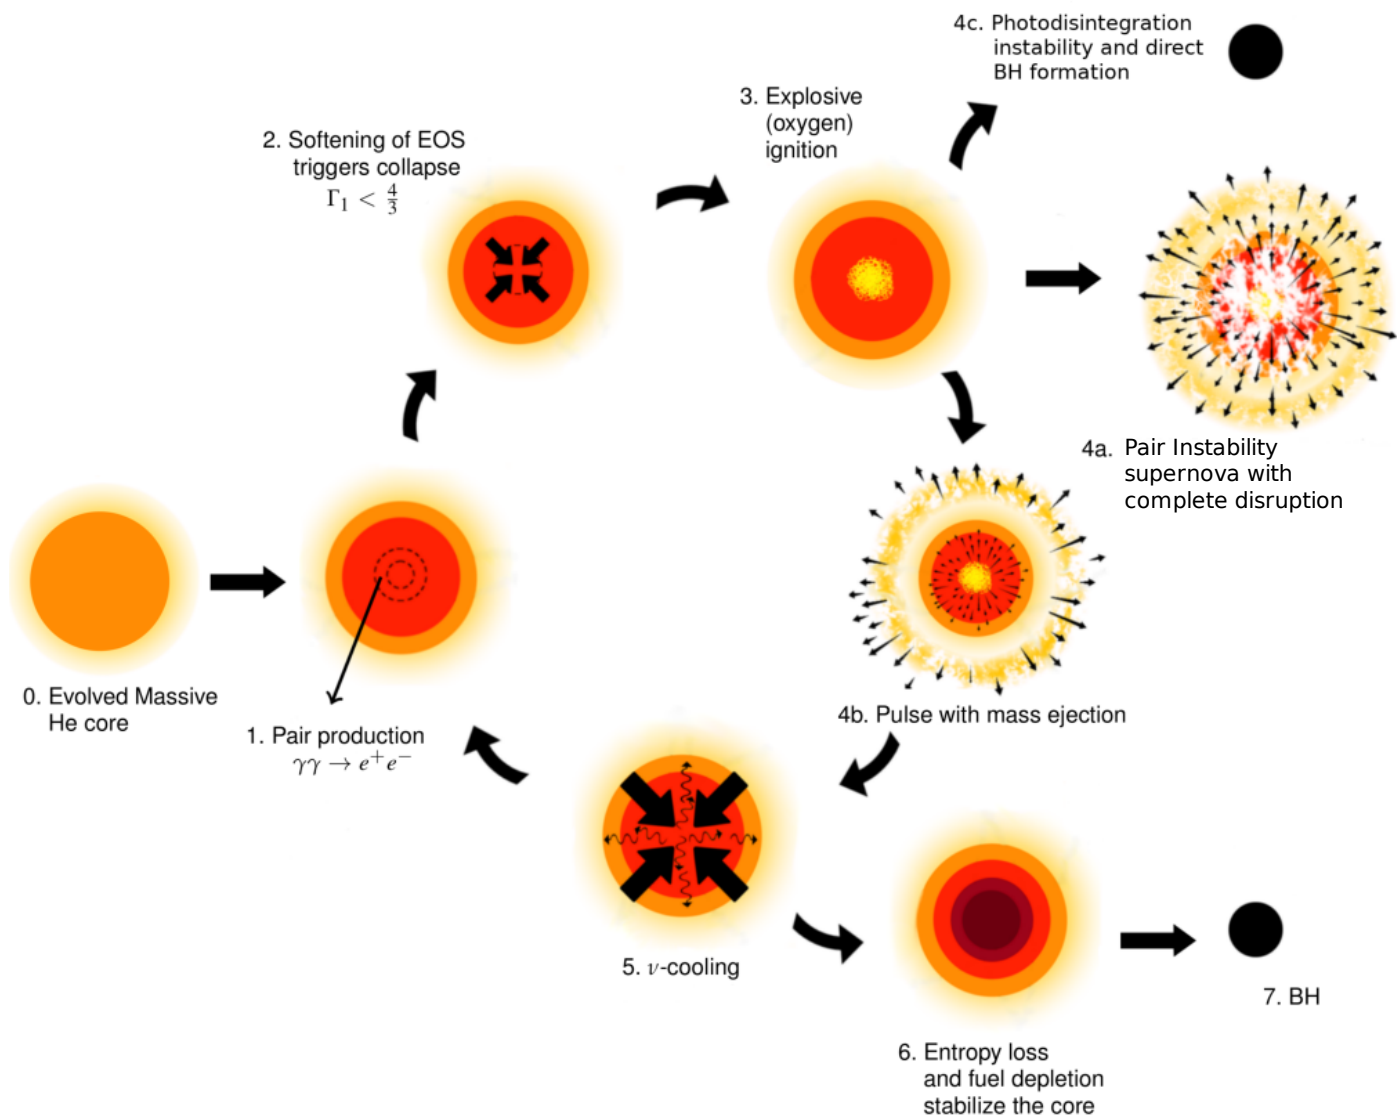 4c. Photodisintegration
instability and direct
BH formation
3. Explosive
(oxygen)
ignition
2. Softening of EOS
triggers collapse
Γ₁ < 4/3
4a. Pair Instability
supernova with
complete disruption
0. Evolved Massive
He core
1. Pair production
γγ → e⁺e⁻
4b. Pulse with mass ejection
5. ν-cooling
7. BH
6. Entropy loss
and fuel depletion
stabilize the core